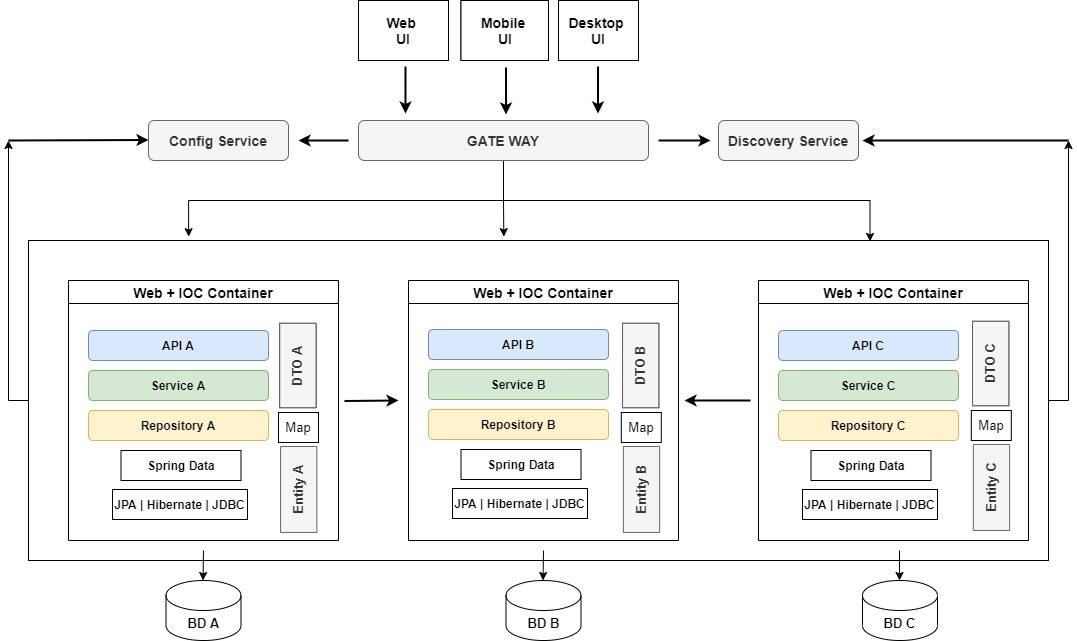 Web
UI
Mobile
UI
Desktop
UI
Config Service
GATE WAY
Discovery Service
Web + IOC Container
API A
Service A
Repository A
Spring Data
JPA | Hibernate | JDBC
DTO A
Map
Entity A
Web + IOC Container
API B
Service B
Repository B
Spring Data
JPA | Hibernate | JDBC
DTO B
Map
Entity B
Web + IOC Container
API C
Service C
Repository C
Spring Data
JPA | Hibernate | JDBC
DTO C
Map
Entity C
BD A
BD B
BD C